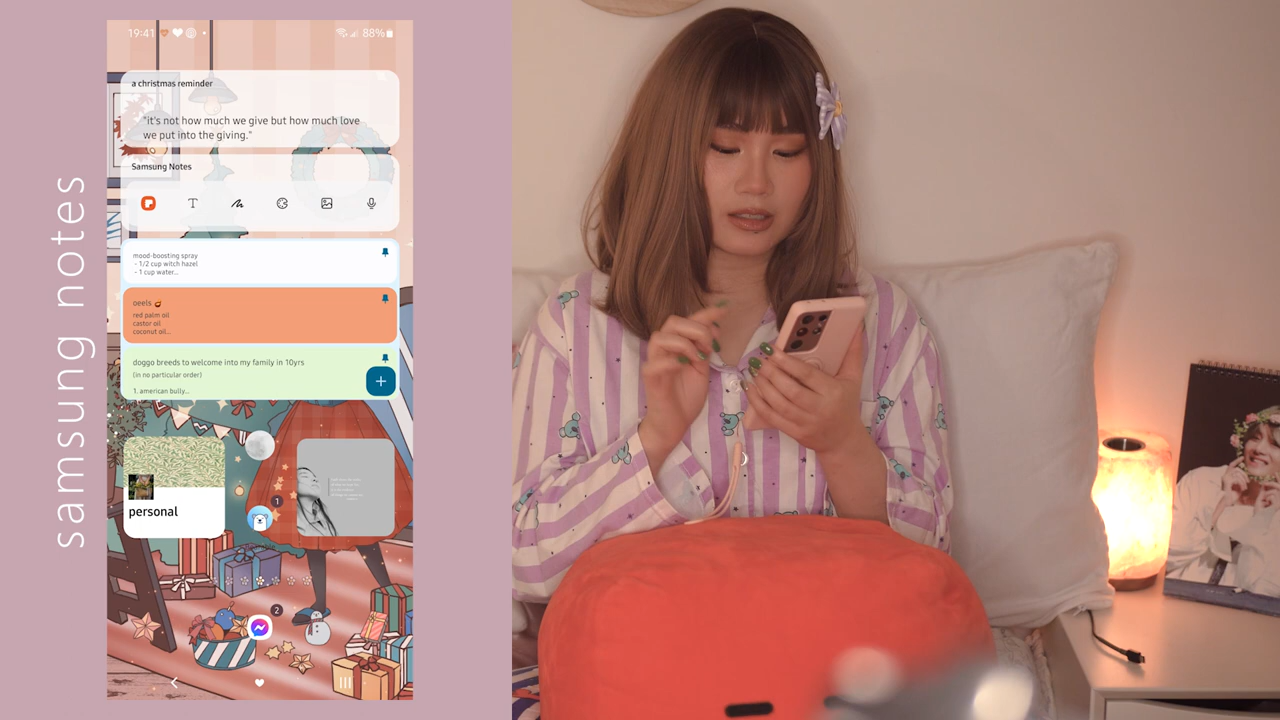 samsung notes
19:41
88%
a christmas reminder
"it's not how much we give but how much love
we put into the giving."
Samsung Notes
T
mood-boosting spray
- 1/2 cup witch hazel
- 1 cup water...
oeels
red palm oil
castor oil
coconut oil...
doggo breeds to welcome into my family in 10yrs
(in no particular order)
1. american bully...
+
personal
1
2